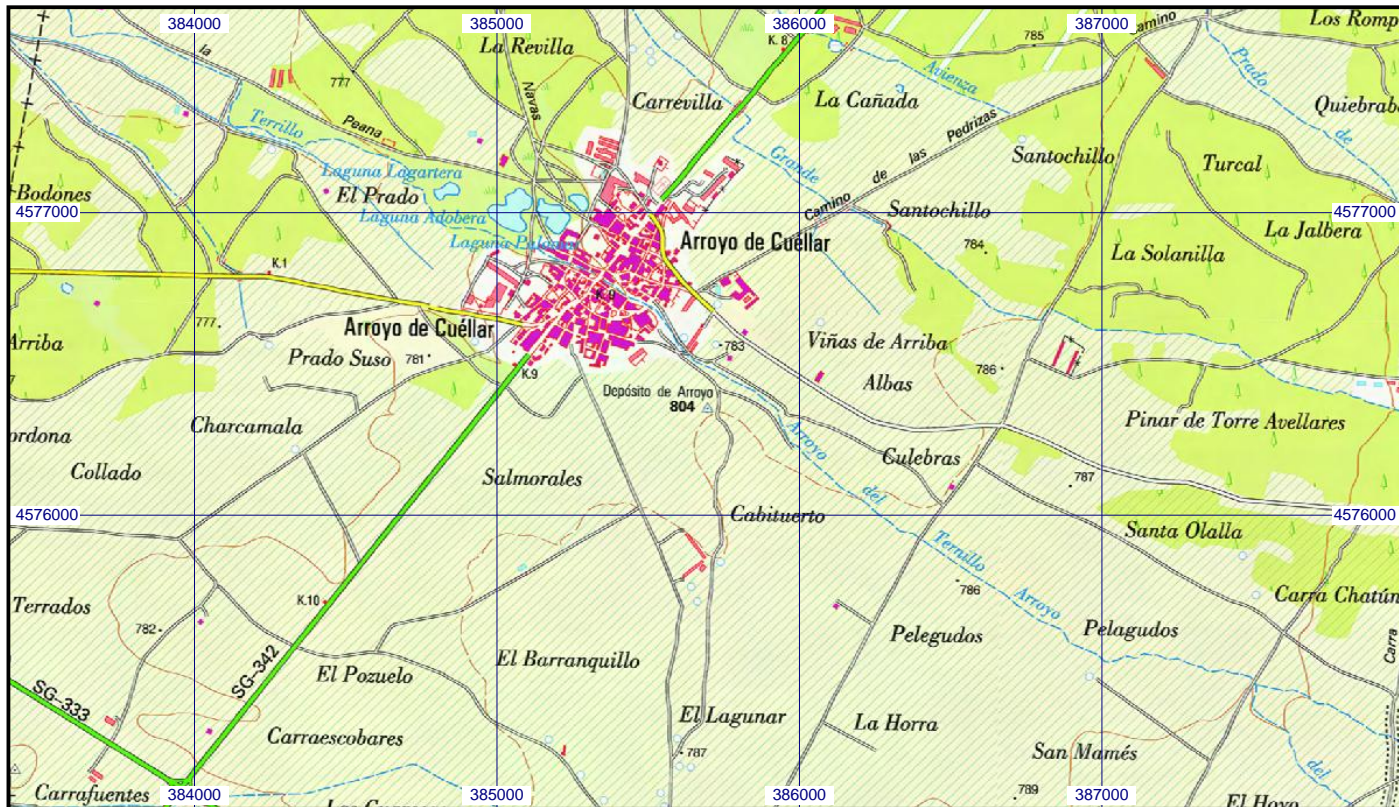 384000
385000
386000
387000
la
La Revilla
Navas
K. 8
785
Camino
Los Romp
777
Peana
Terrillo
Carrevilla
La Cañada
Avienza
Prado
de
Quiebrab
Grande
Camino de las Pedrizas
Santochillo
Turcal
Bodones
Laguna Lagartera
El Prado
Laguna Adobera
4577000
4577000
Santochillo
La Jalbera
Arroyo de Cuéllar
784
La Solanilla
K.1
K. 9
777
Arroyo de Cuéllar
Arriba
Prado Suso
781
K.9
783
Viñas de Arriba
Albas
786
Depósito de Arroyo
804
Charcamala
ordona
Collado
Salmorales
Arroyo
del
Culebras
Pinar de Torre Avellares
787
4576000
4576000
Cabituerto
Santa Olalla
Ternillo
786
Arroyo
Carra Chatún
Terrados
K.10
782
Pelegudos
Pelagudos
Carra
SG-342
El Pozuelo
El Barranquillo
SG-333
El Lagunar
La Horra
Carraescobares
787
San Mamés
del
Carrafuentes
789
El Hoyo
384000
385000
386000
387000